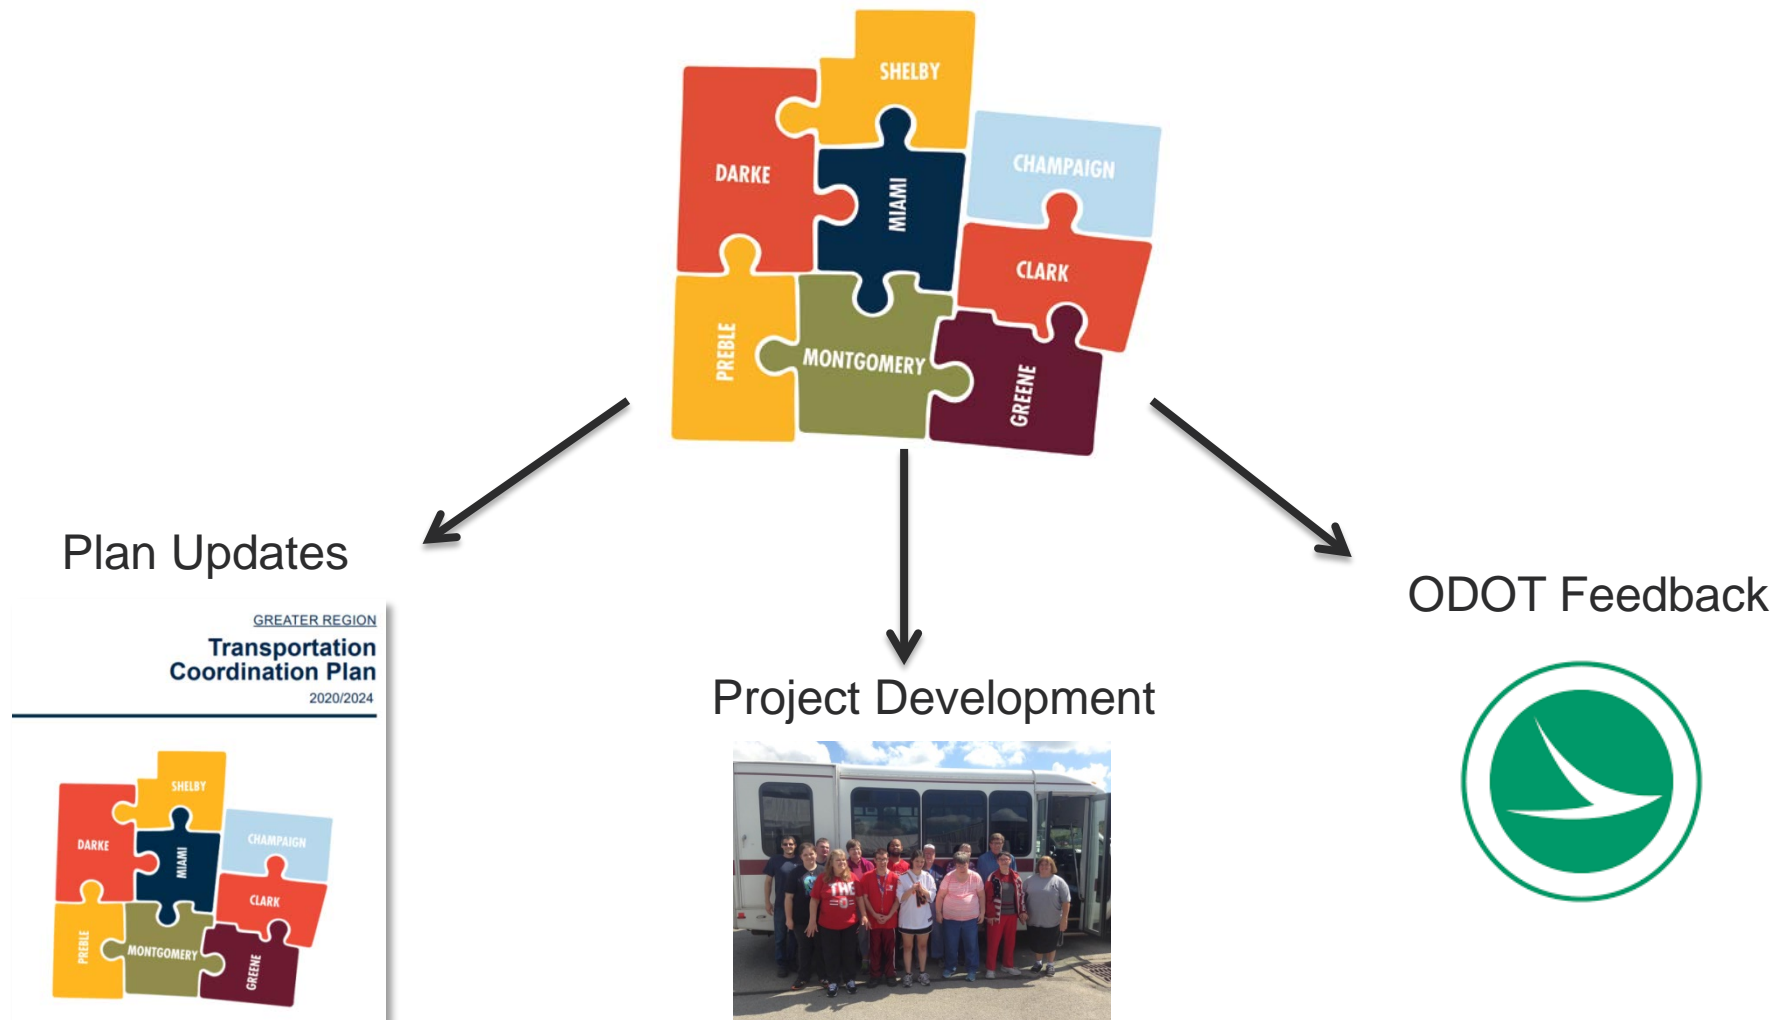 SHELBY
DARKE
CHAMPAIGN
MIAMI
CLARK
PREBLE
MONTGOMERY
GREENE
Plan Updates
GREATER REGION
Transportation
Coordination Plan
2020/2024
SHELBY
DARKE
CHAMPAIGN
MIAMI
CLARK
PREBLE
MONTGOMERY
GREENE
Project Development
THE
ODOT Feedback